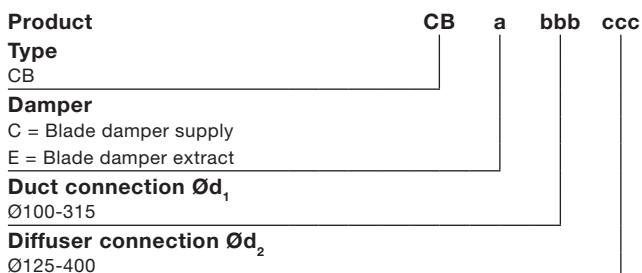 Product CB a bbb ccc
Type
CB
Damper
C = Blade damper supply
E = Blade damper extract
Duct connection Ød₁
Ø100-315
Diffuser connection Ød₂
Ø125-400